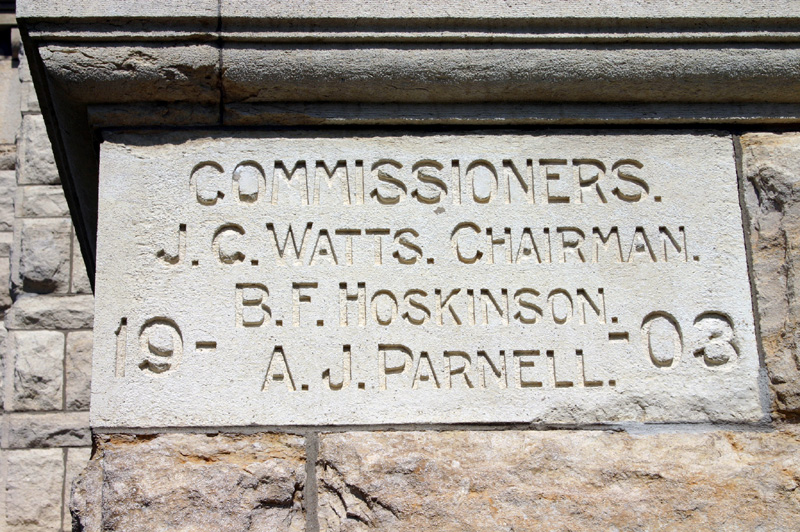 COMMISSIONERS.
J. C. WATTS. CHAIRMAN.
B. F. HOSKINSON.
19- A. J. PARNELL. -03